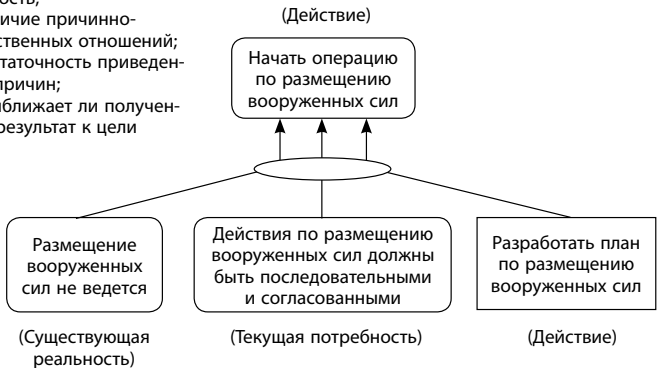 ность;
ичие причинно-
ственных отношений;
таточность приведен-
причин;
ближает ли получен-
результат к цели
(Действие)
Начать операцию
по размещению
вооруженных сил
Размещение
вооруженных
сил не ведется
(Существующая
реальность)
Действия по размещению
вооруженных сил должны
быть последовательными
и согласованными
(Текущая потребность)
Разработать план
по размещению
вооруженных сил
(Действие)